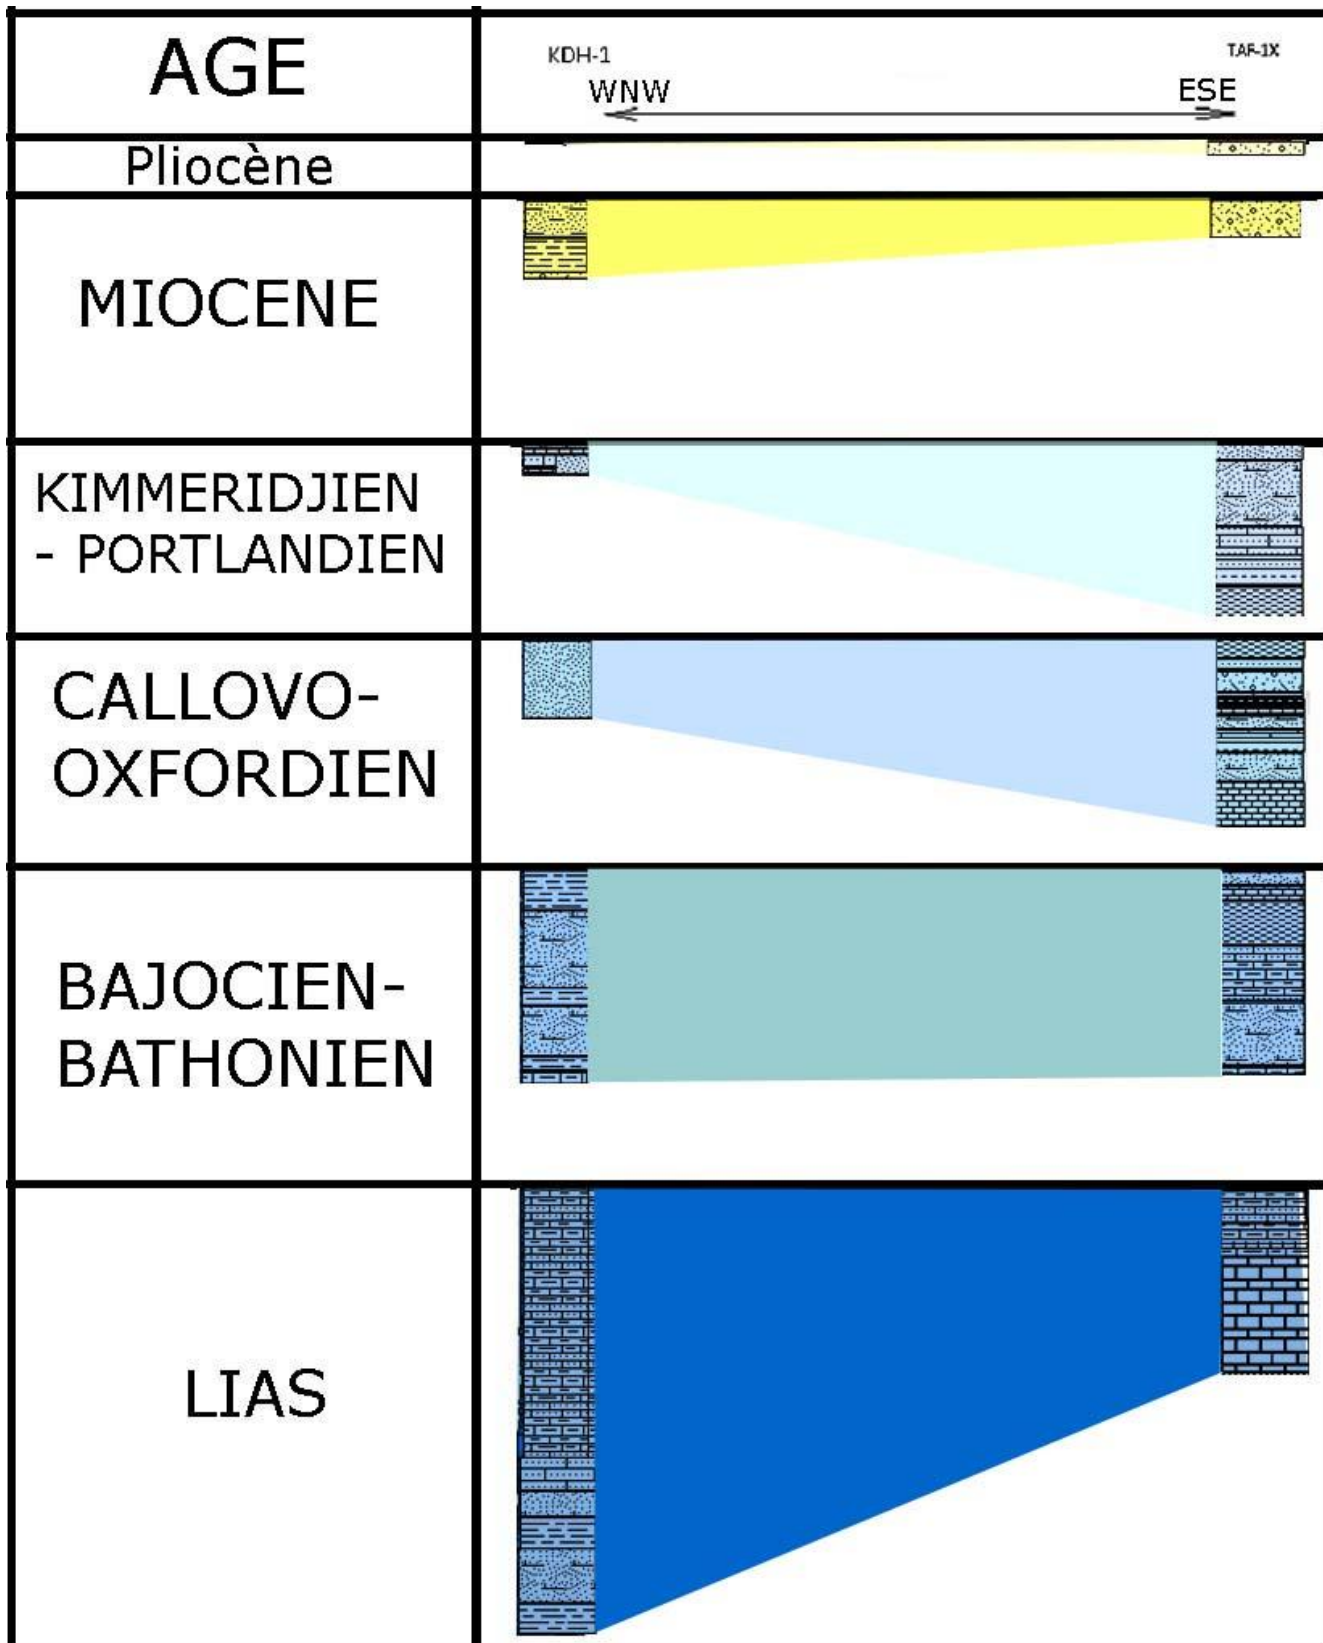 AGE
KDH-1
TAF-1X
WNW
ESE
Pliocène
MIOCENE
KIMMERIDJIEN
- PORTLANDIEN
CALLOVO-
OXFORDIEN
BAJOCIEN-
BATHONIEN
LIAS